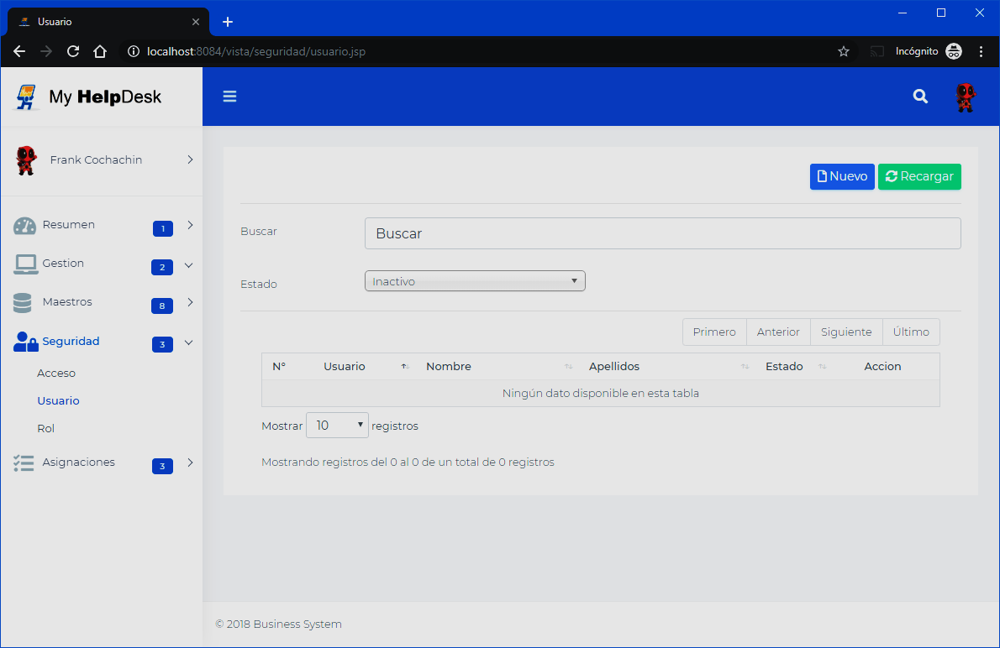 Usuario
localhost:8084/vista/seguridad/usuario.jsp
Incógnito
My HelpDesk
Frank Cochachin
Resumen 1
Gestion 2
Maestros 8
Seguridad 3
Acceso
Usuario
Rol
Asignaciones 3
Nuevo Recargar
Buscar Buscar
Estado Inactivo
Primero Anterior Siguiente Último
N° Usuario Nombre Apellidos Estado Accion
Ningún dato disponible en esta tabla
Mostrar 10 registros
Mostrando registros del 0 al 0 de un total de 0 registros
© 2018 Business System